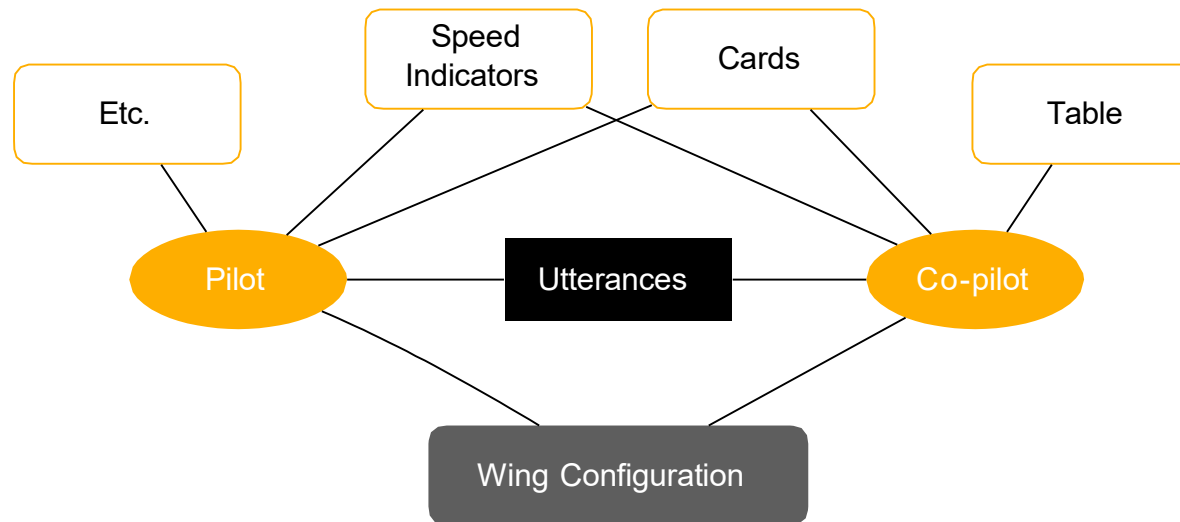 Speed
Indicators
Cards
Etc.
Table
Pilot
Utterances
Co-pilot
Wing Configuration